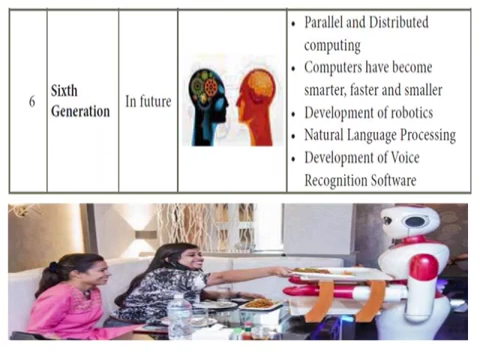 6
Sixth
Generation
In future
• Parallel and Distributed
computing
• Computers have become
smarter, faster and smaller
• Development of robotics
• Natural Language Processing
• Development of Voice
Recognition Software